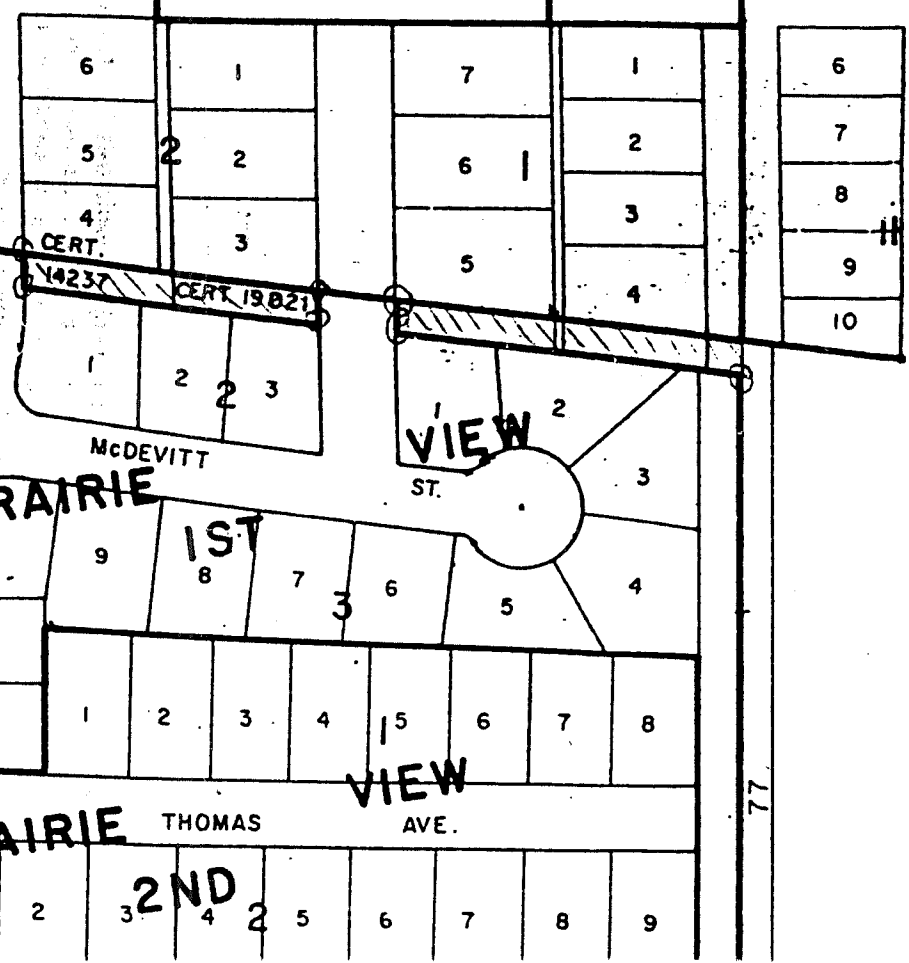 6 1 7 1 6
5 2 2 6 1 2 7
4 3 5 3 8
11
4 9
10
CERT.
14237 CERT 19821
1 2 2 3 1 2
3
McDEVITT ST.
VIEW
RAIRIE
1ST
9 8 7 3 6 5 4
1 2 3 4 1 5 6 7 8
VIEW
77
THOMAS AVE.
AIRIE
2ND
2 3 4 2 5 6 7 8 9